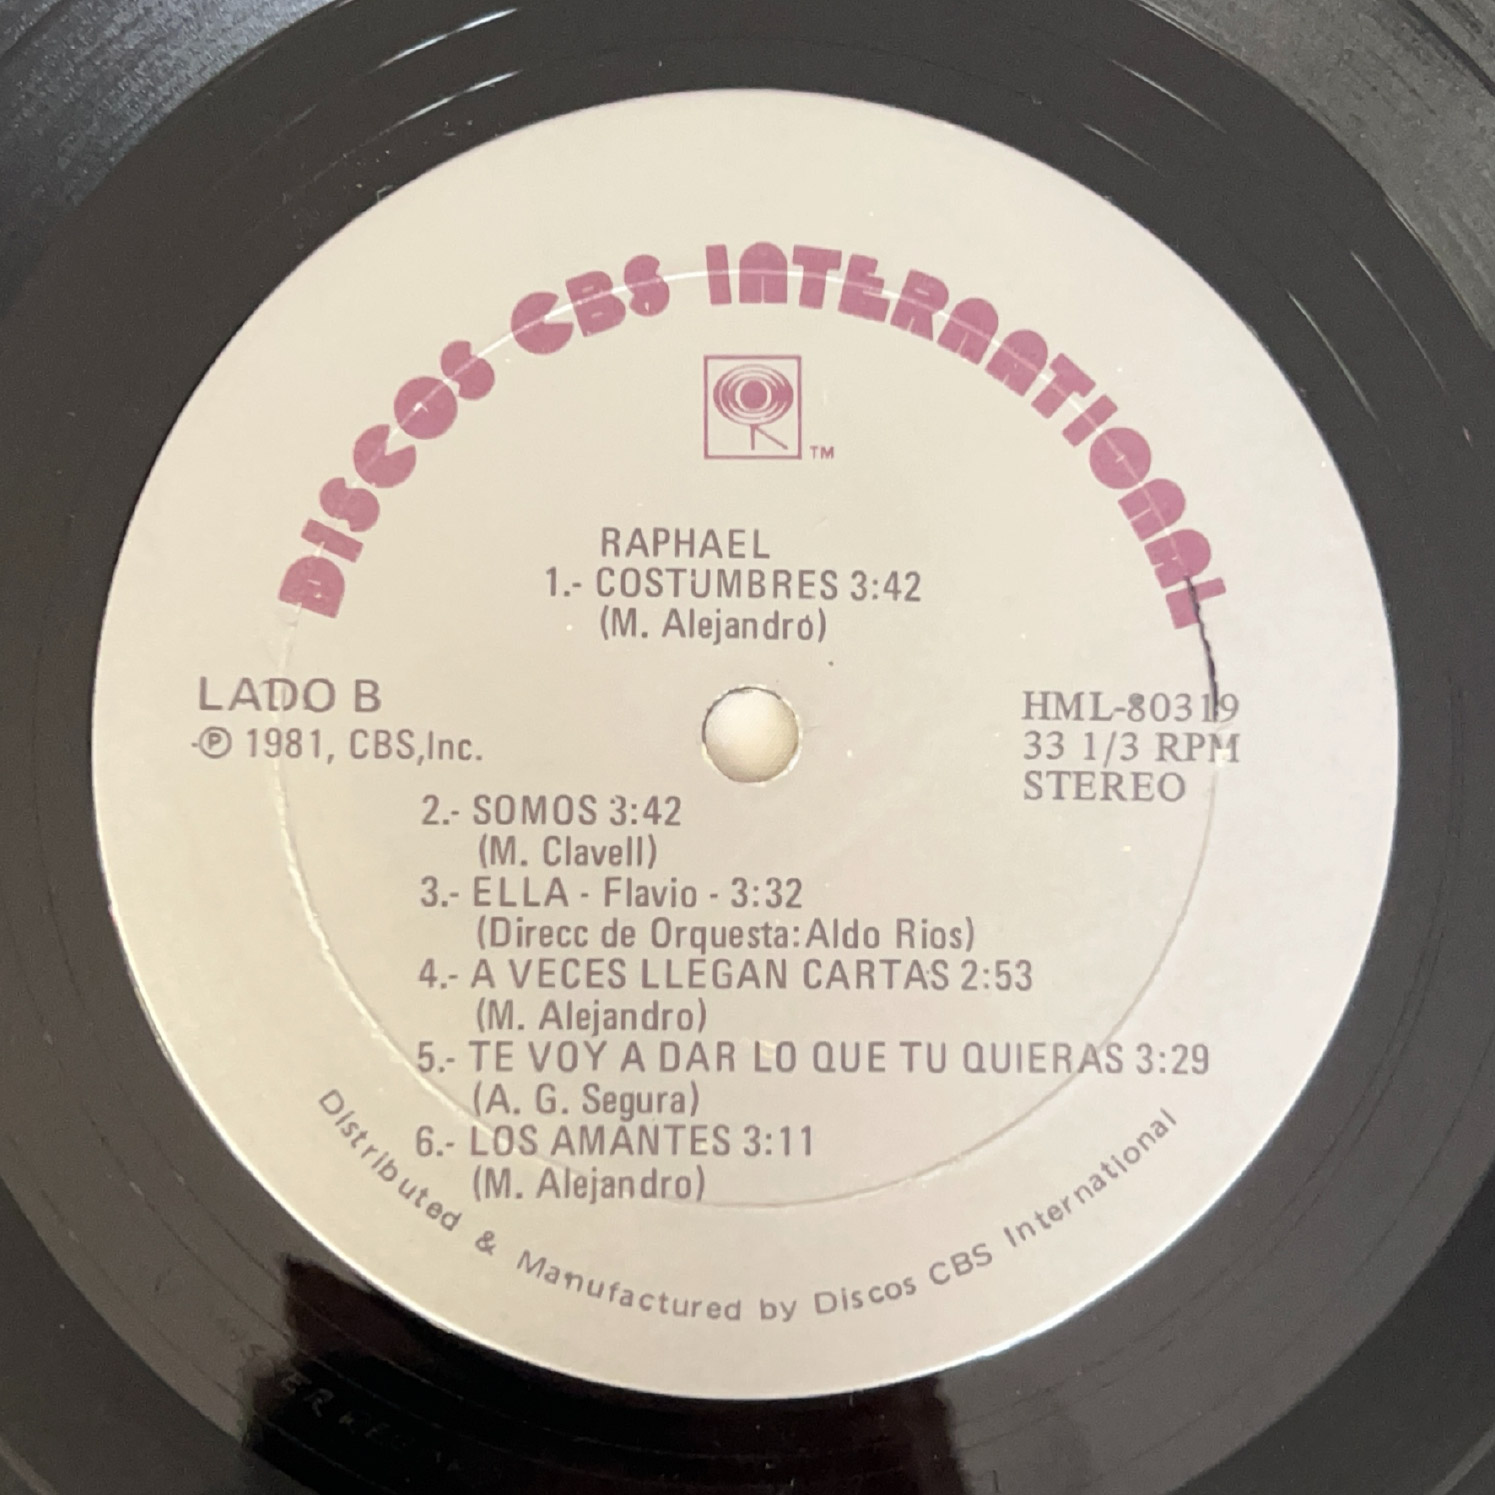 DISCOS CBS INTERNATIONAL
TM
RAPHAEL
1.- COSTUMBRES 3:42
(M. Alejandro)
LADO B
℗ 1981, CBS,Inc.
HML-80319
33 1/3 RPM
STEREO
2.- SOMOS 3:42
(M. Clavell)
3.- ELLA - Flavio - 3:32
(Direcc de Orquesta:Aldo Rios)
4.- A VECES LLEGAN CARTAS 2:53
(M. Alejandro)
5.- TE VOY A DAR LO QUE TU QUIERAS 3:29
(A. G. Segura)
6.- LOS AMANTES 3:11
(M. Alejandro)
Distributed & Manufactured by Discos CBS International